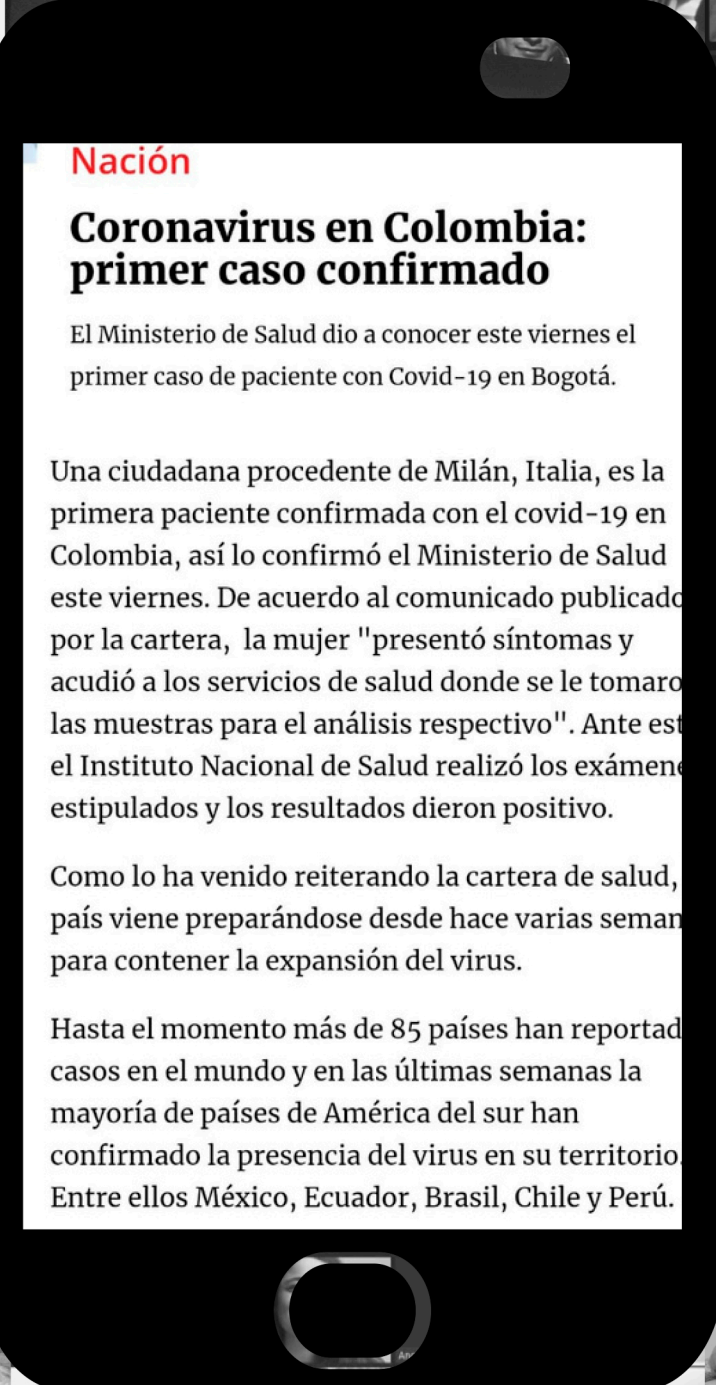 Nación
Coronavirus en Colombia:
primer caso confirmado
El Ministerio de Salud dio a conocer este viernes el
primer caso de paciente con Covid-19 en Bogotá.
Una ciudadana procedente de Milán, Italia, es la
primera paciente confirmada con el covid-19 en
Colombia, así lo confirmó el Ministerio de Salud
este viernes. De acuerdo al comunicado publicado
por la cartera,  la mujer "presentó síntomas y
acudió a los servicios de salud donde se le tomaro
las muestras para el análisis respectivo". Ante est
el Instituto Nacional de Salud realizó los exámene
estipulados y los resultados dieron positivo.
Como lo ha venido reiterando la cartera de salud,
país viene preparándose desde hace varias seman
para contener la expansión del virus.
Hasta el momento más de 85 países han reportad
casos en el mundo y en las últimas semanas la
mayoría de países de América del sur han
confirmado la presencia del virus en su territorio.
Entre ellos México, Ecuador, Brasil, Chile y Perú.